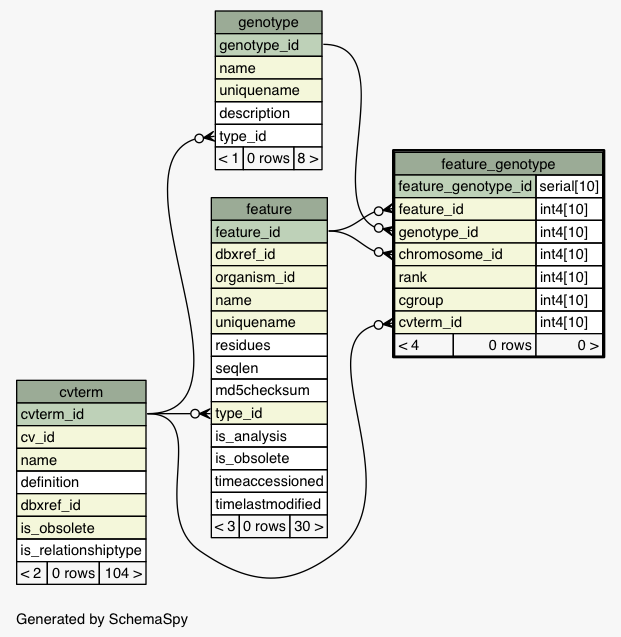 genotype
genotype_id
name
uniquename
description
type_id
< 1 0 rows 8 >
feature_genotype
feature_genotype_id serial[10]
feature_id int4[10]
genotype_id int4[10]
chromosome_id int4[10]
rank int4[10]
cgroup int4[10]
cvterm_id int4[10]
< 4 0 rows 0 >
feature
feature_id
dbxref_id
organism_id
name
uniquename
residues
seqlen
md5checksum
type_id
is_analysis
is_obsolete
timeaccessioned
timelastmodified
< 3 0 rows 30 >
cvterm
cvterm_id
cv_id
name
definition
dbxref_id
is_obsolete
is_relationshiptype
< 2 0 rows 104 >
Generated by SchemaSpy